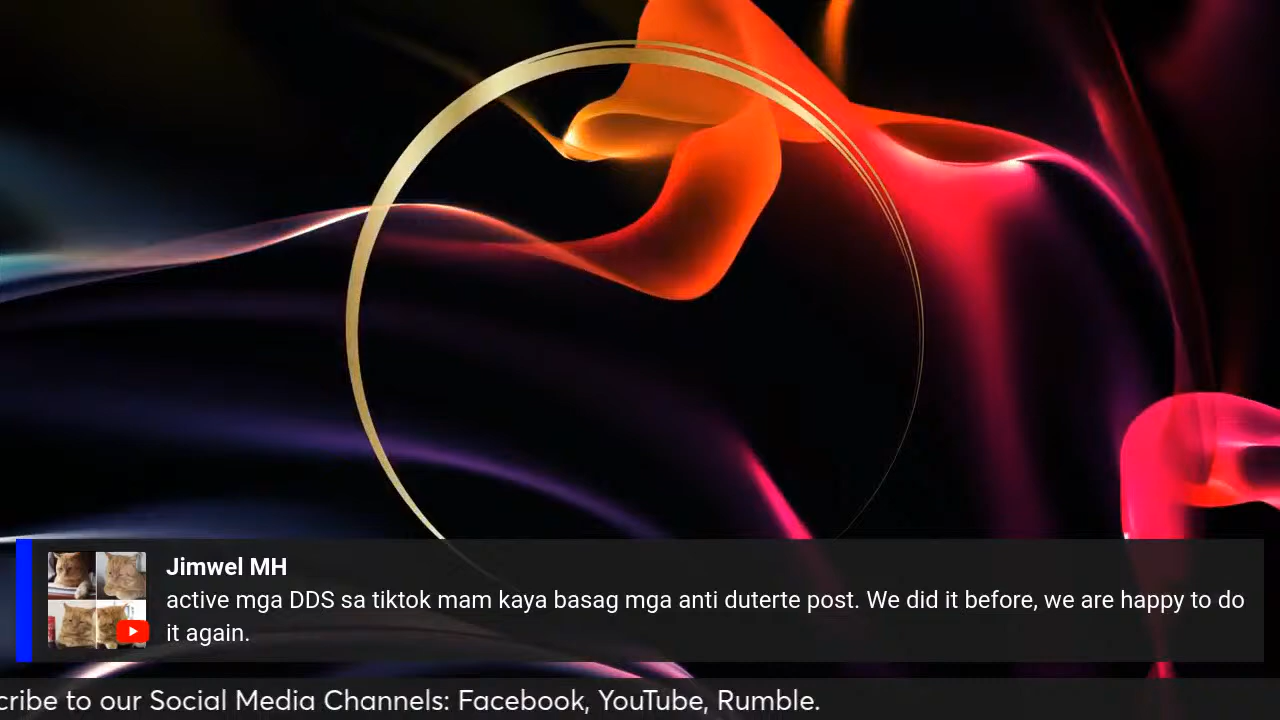 Jimwel MH
active mga DDS sa tiktok mam kaya basag mga anti duterte post. We did it before, we are happy to do
it again.
cribe to our Social Media Channels: Facebook, YouTube, Rumble.